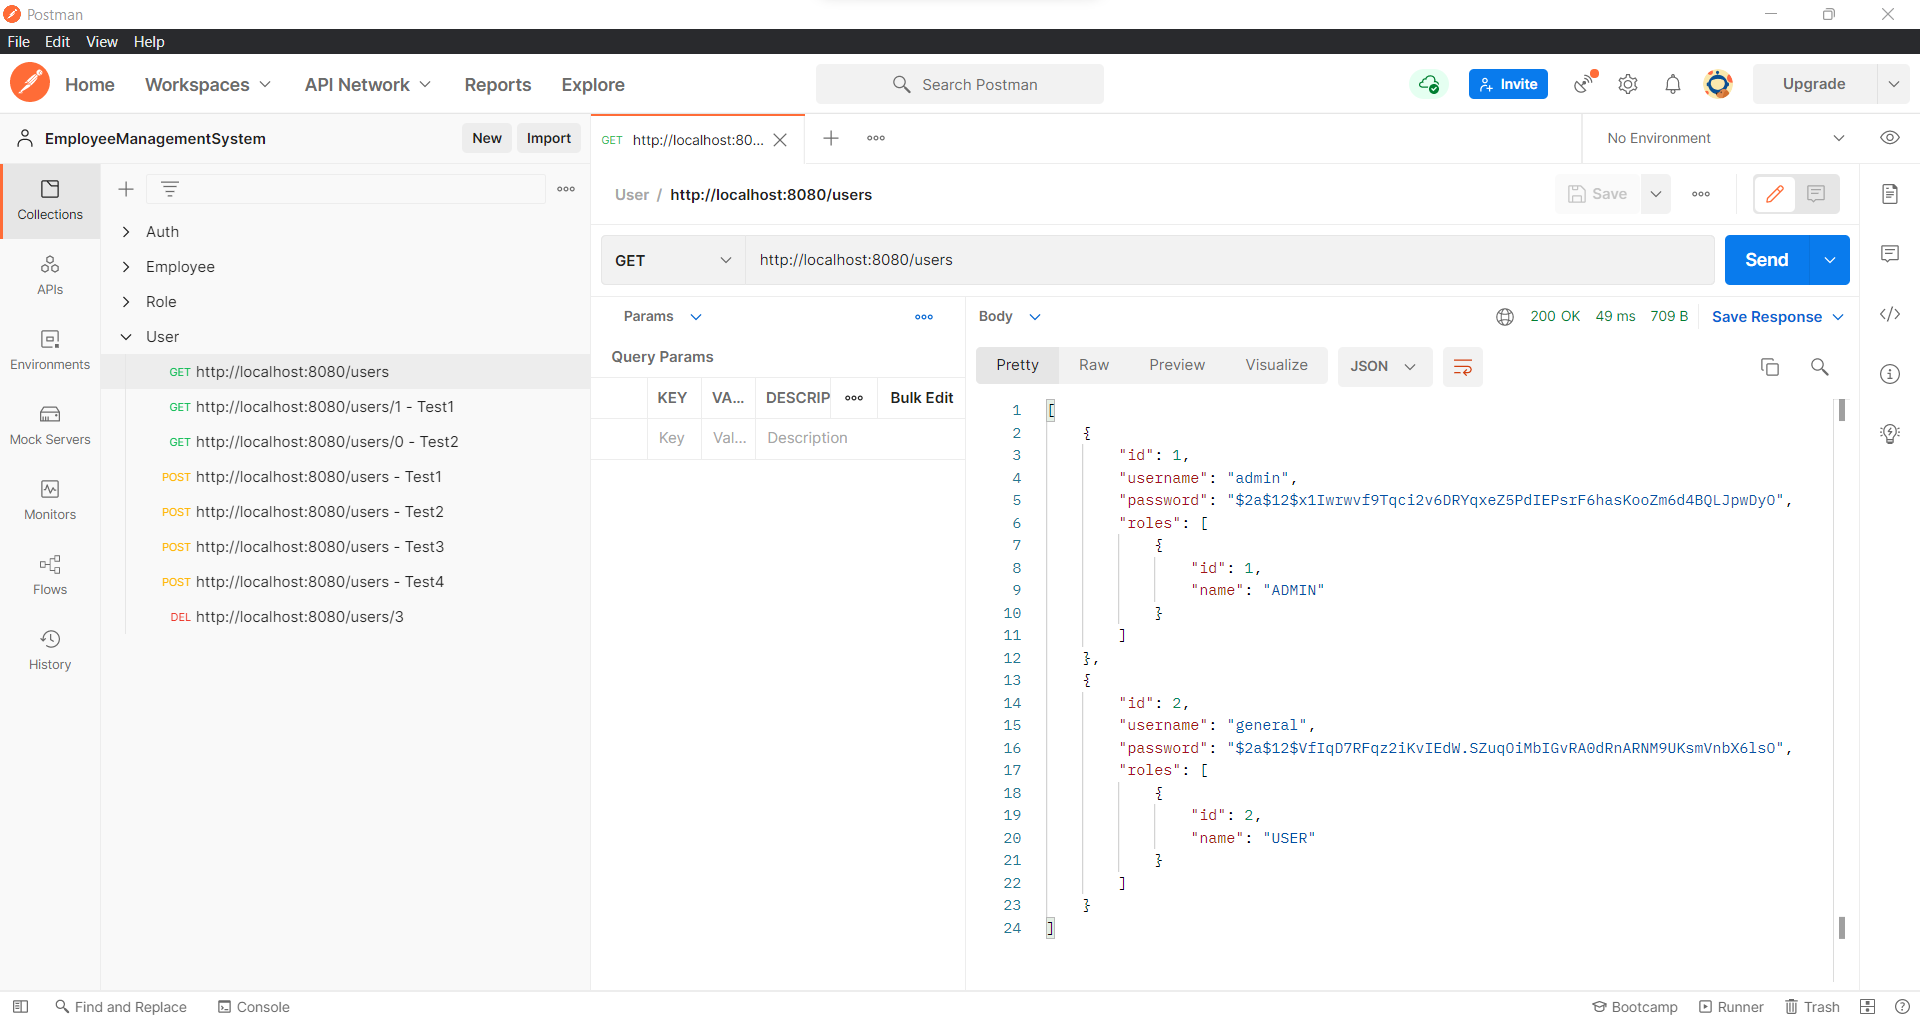 Postman
File Edit View Help
Home Workspaces API Network Reports Explore Search Postman Invite Upgrade
EmployeeManagementSystem New Import GET http://localhost:80... No Environment
Collections
APIs
Environments
Mock Servers
Monitors
Flows
History
Auth
Employee
Role
User
GET http://localhost:8080/users
GET http://localhost:8080/users/1 - Test1
GET http://localhost:8080/users/0 - Test2
POST http://localhost:8080/users - Test1
POST http://localhost:8080/users - Test2
POST http://localhost:8080/users - Test3
POST http://localhost:8080/users - Test4
DEL http://localhost:8080/users/3
User / http://localhost:8080/users Save
GET http://localhost:8080/users Send
Params
Query Params
KEY VA... DESCRIP Bulk Edit
Key Val... Description
Body 200 OK 49 ms 709 B Save Response
Pretty Raw Preview Visualize JSON
1 [
2 {
3 "id": 1,
4 "username": "admin",
5 "password": "$2a$12$x1Iwrwvf9Tqci2v6DRYqxeZ5PdIEPsrF6hasKooZm6d4BQLJpwDyO",
6 "roles": [
7 {
8 "id": 1,
9 "name": "ADMIN"
10 }
11 ]
12 },
13 {
14 "id": 2,
15 "username": "general",
16 "password": "$2a$12$VfIqD7RFqz2iKvIEdW.SZuqOiMbIGvRA0dRnARNM9UKsmVnbX6lsO",
17 "roles": [
18 {
19 "id": 2,
20 "name": "USER"
21 }
22 ]
23 }
24 ]
Find and Replace Console Bootcamp Runner Trash